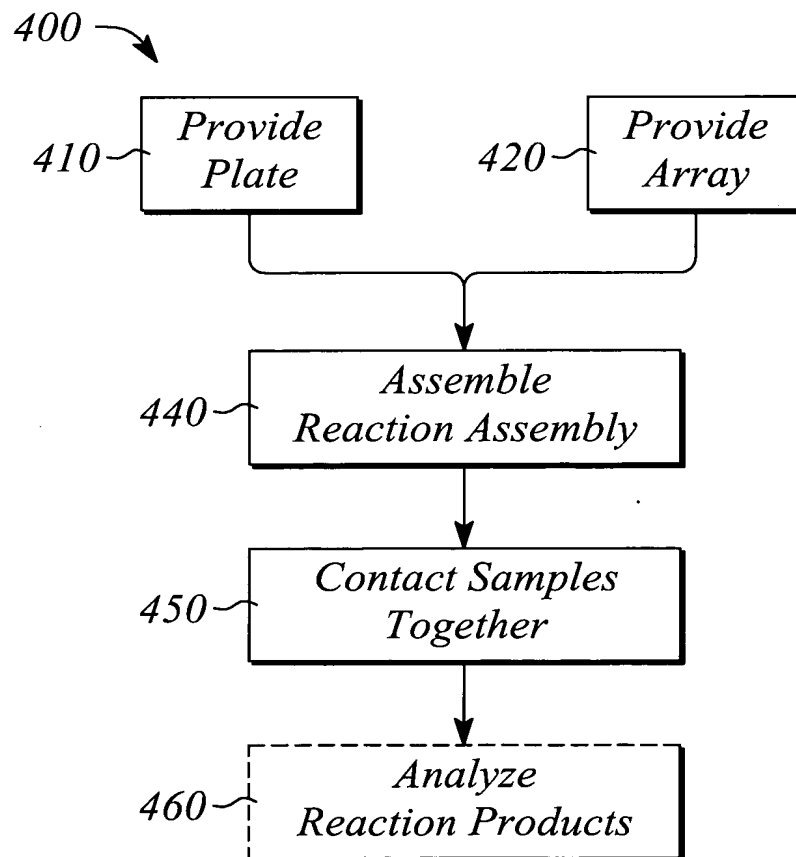 400
410
Provide
Plate
420
Provide
Array
440
Assemble
Reaction Assembly
450
Contact Samples
Together
460
Analyze
Reaction Products